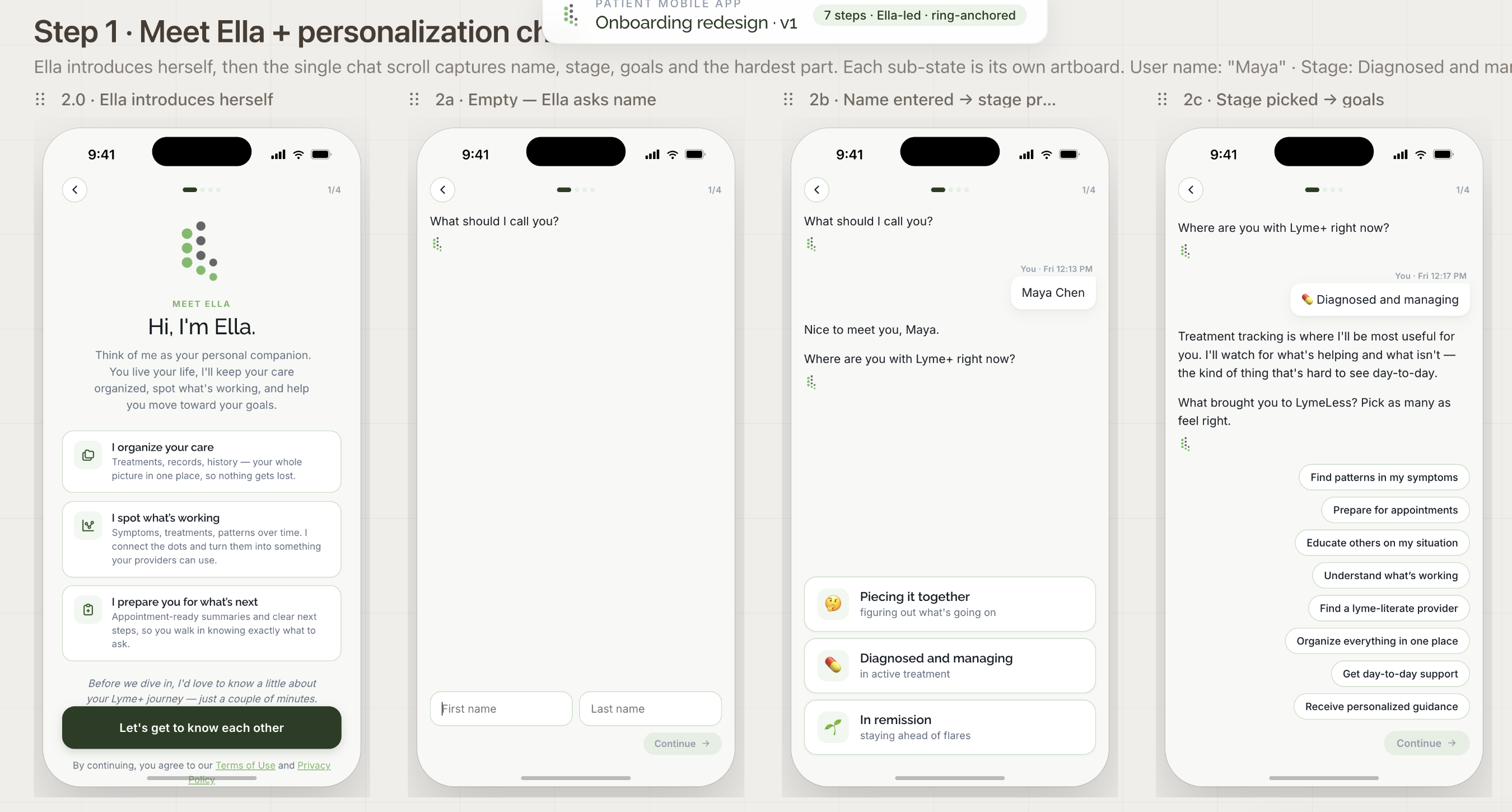 PATIENT MOBILE APP
Onboarding redesign · v1
7 steps · Ella-led · ring-anchored
Step 1 · Meet Ella + personalization
Ella introduces herself, then the single chat scroll captures name, stage, goals and the hardest part. Each sub-state is its own artboard. User name: "Maya" · Stage: Diagnosed and
2.0 · Ella introduces herself
9:41
1/4
MEET ELLA
Hi, I'm Ella.
Think of me as your personal companion.
You live your life, I'll keep your care
organized, spot what's working, and help
you move toward your goals.
I organize your care
Treatments, records, history — your whole
picture in one place, so nothing gets lost.
I spot what's working
Symptoms, treatments, patterns over time. I
connect the dots and turn them into something
your providers can use.
I prepare you for what's next
Appointment-ready summaries and clear next
steps, so you walk in knowing exactly what to
ask.
Before we dive in, I'd love to know a little about
your Lyme+ journey — just a couple of minutes.
Let's get to know each other
By continuing, you agree to our Terms of Use and Privacy
Policy
2a · Empty — Ella asks name
9:41
1/4
What should I call you?
First name
Last name
Continue →
2b · Name entered → stage pr...
9:41
1/4
What should I call you?
You · Fri 12:13 PM
Maya Chen
Nice to meet you, Maya.
Where are you with Lyme+ right now?
🤔 Piecing it together
figuring out what's going on
💊 Diagnosed and managing
in active treatment
🌱 In remission
staying ahead of flares
2c · Stage picked → goals
9:41
1/4
Where are you with Lyme+ right now?
You · Fri 12:17 PM
💊 Diagnosed and managing
Treatment tracking is where I'll be most useful for
you. I'll watch for what's helping and what isn't —
the kind of thing that's hard to see day-to-day.
What brought you to LymeLess? Pick as many as
feel right.
Find patterns in my symptoms
Prepare for appointments
Educate others on my situation
Understand what's working
Find a lyme-literate provider
Organize everything in one place
Get day-to-day support
Receive personalized guidance
Continue →